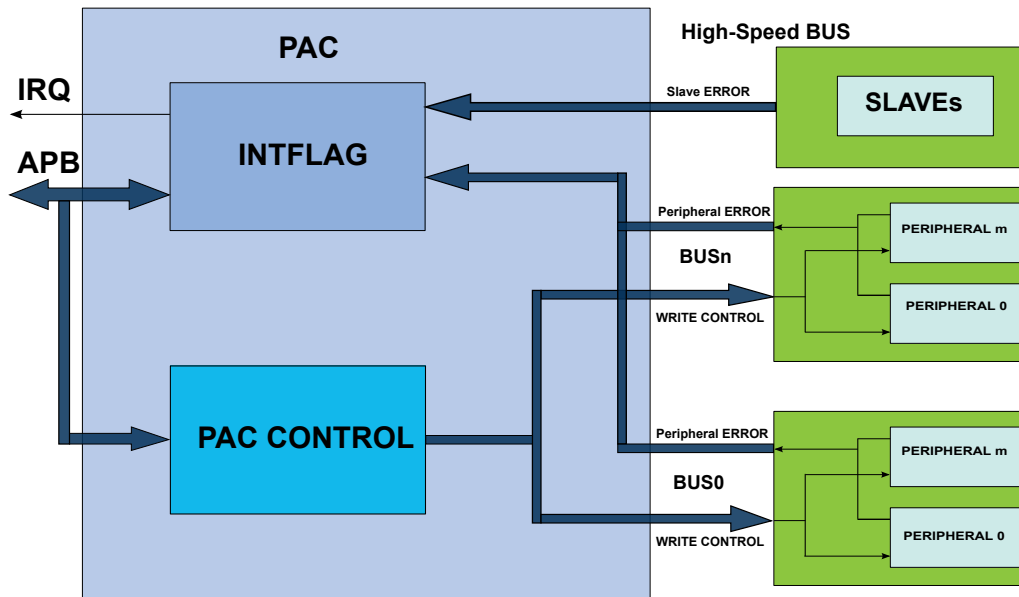 PAC
High-Speed BUS
IRQ
Slave ERROR
SLAVEs
INTFLAG
APB
Peripheral ERROR
PERIPHERAL m
BUSn
PERIPHERAL 0
WRITE CONTROL
PAC CONTROL
Peripheral ERROR
PERIPHERAL m
BUS0
PERIPHERAL 0
WRITE CONTROL